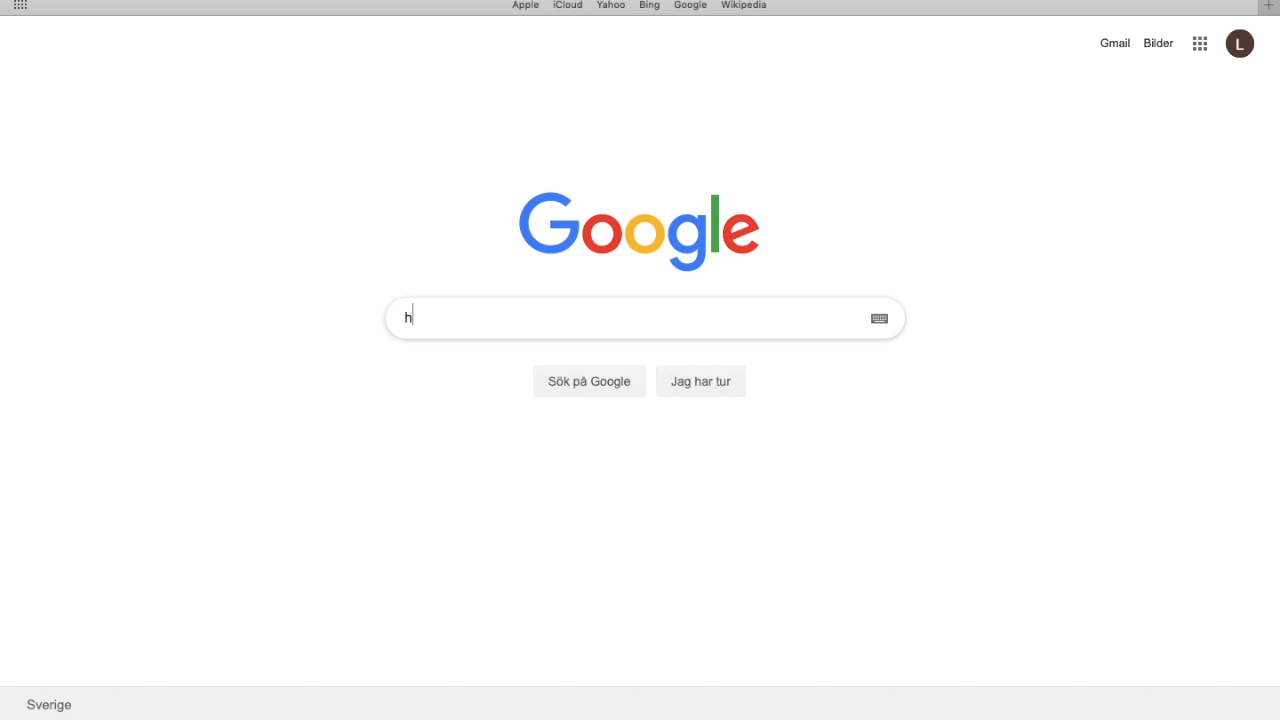 Apple iCloud Yahoo Bing Google Wikipedia
Gmail Bilder L
Google
h
Sök på Google Jag har tur
Sverige